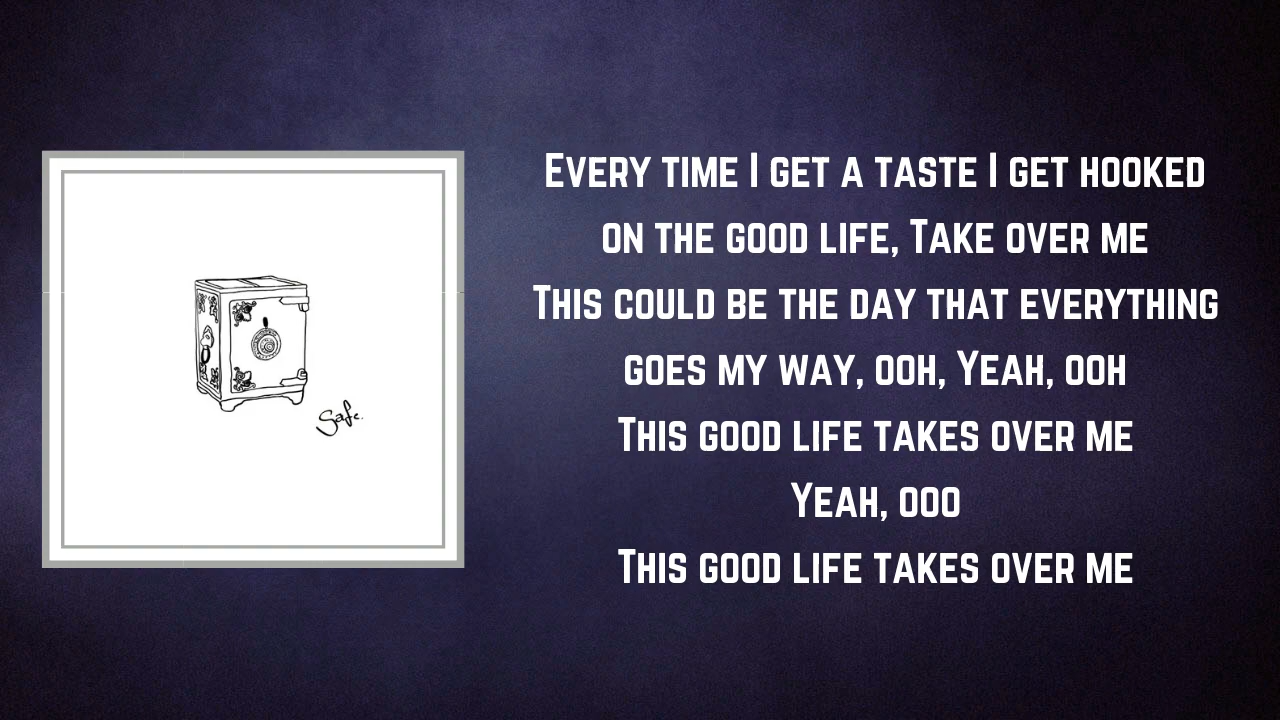 Safe.
Every time I get a taste I get hooked
on the good life, Take over me
This could be the day that everything
goes my way, ooh, Yeah, ooh
This good life takes over me
Yeah, ooo
This good life takes over me